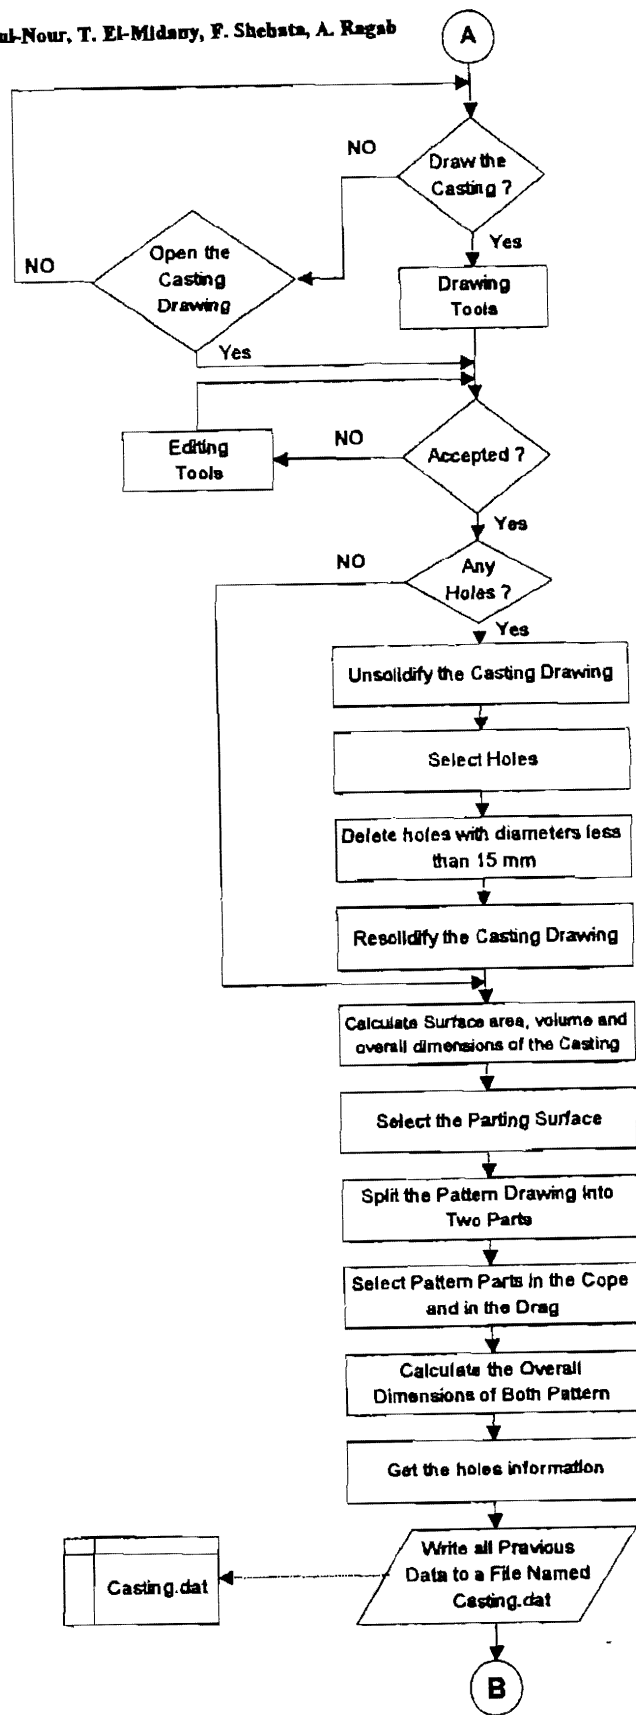 ul-Nour, T. El-Midany, F. Shebata, A. Ragab
A
NO
Draw the
Casting ?
Yes
Open the
Casting
Drawing
NO
Drawing
Tools
Yes
Editing
Tools
NO
Accepted ?
Yes
NO
Any
Holes ?
Yes
Unsolidify the Casting Drawing
Select Holes
Delete holes with diameters less
than 15 mm
Resolidify the Casting Drawing
Calculate Surface area, volume and
overall dimensions of the Casting
Select the Parting Surface
Split the Pattern Drawing into
Two Parts
Select Pattern Parts in the Cope
and in the Drag
Calculate the Overall
Dimensions of Both Pattern
Get the holes information
Write all Previous
Data to a File Named
Casting.dat
Casting.dat
B